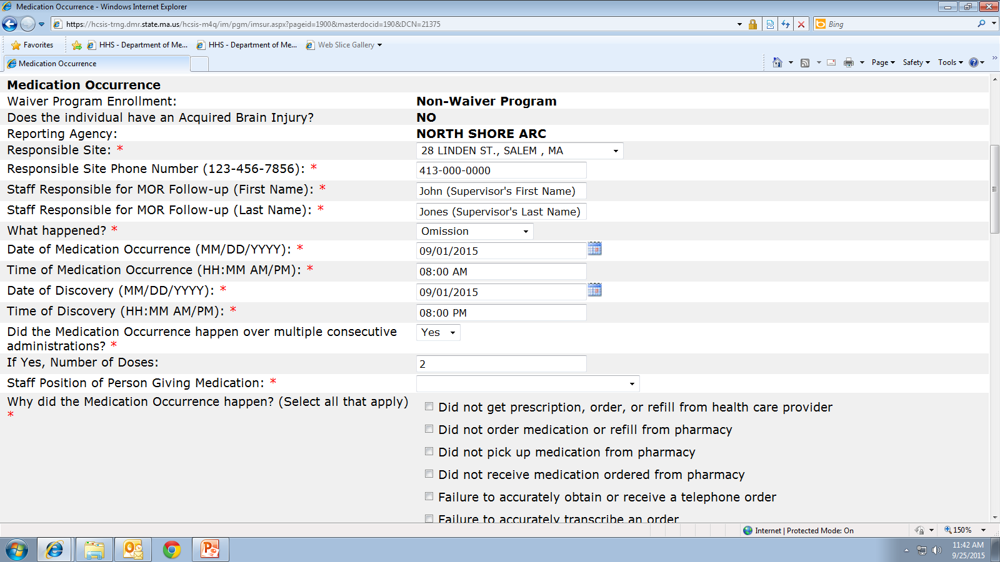 Medication Occurrence - Windows Internet Explorer
https://hcsis-trng.dmr.state.ma.us/hcsis-m4q/im/pgm/imsur.aspx?pageid=1900&masterdocid=190&DCN=21375
Bing
Favorites
HHS - Department of Me...
HHS - Department of Me...
Web Slice Gallery
Medication Occurrence
Page
Safety
Tools
Medication Occurrence
Waiver Program Enrollment: Non-Waiver Program
Does the individual have an Acquired Brain Injury? NO
Reporting Agency: NORTH SHORE ARC
Responsible Site: * 28 LINDEN ST., SALEM , MA
Responsible Site Phone Number (123-456-7856): * 413-000-0000
Staff Responsible for MOR Follow-up (First Name): * John (Supervisor's First Name)
Staff Responsible for MOR Follow-up (Last Name): * Jones (Supervisor's Last Name)
What happened? * Omission
Date of Medication Occurrence (MM/DD/YYYY): * 09/01/2015
Time of Medication Occurrence (HH:MM AM/PM): * 08:00 AM
Date of Discovery (MM/DD/YYYY): * 09/01/2015
Time of Discovery (HH:MM AM/PM): * 08:00 PM
Did the Medication Occurrence happen over multiple consecutive
administrations? * Yes
If Yes, Number of Doses: 2
Staff Position of Person Giving Medication: *
Why did the Medication Occurrence happen? (Select all that apply)
*
Did not get prescription, order, or refill from health care provider
Did not order medication or refill from pharmacy
Did not pick up medication from pharmacy
Did not receive medication ordered from pharmacy
Failure to accurately obtain or receive a telephone order
Failure to accurately transcribe an order
Internet | Protected Mode: On
150%
11:42 AM
9/25/2015